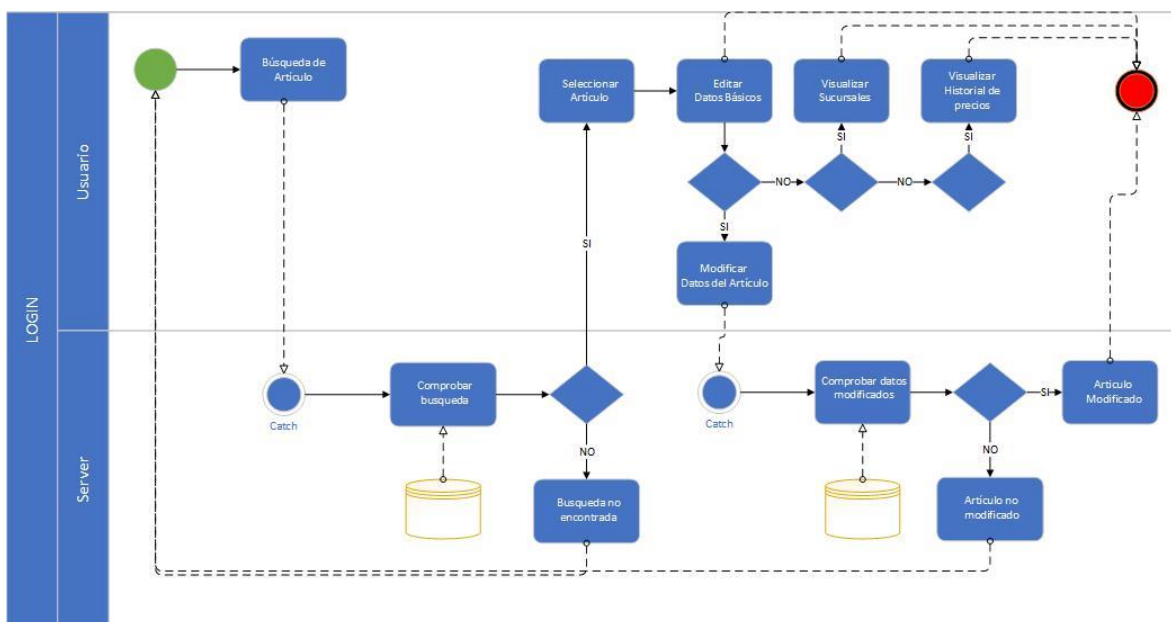 LOGIN
Usuario
Server
Búsqueda de
Artículo
Seleccionar
Artículo
Editar
Datos Básicos
Visualizar
Sucursales
Visualizar
Historial de
precios
SI
SI
NO
NO
SI
SI
Modificar
Datos del Artículo
Catch
Comprobar
busqueda
NO
Busqueda no
encontrada
Catch
Comprobar datos
modificados
SI
Articulo
Modificado
NO
Artículo no
modificado